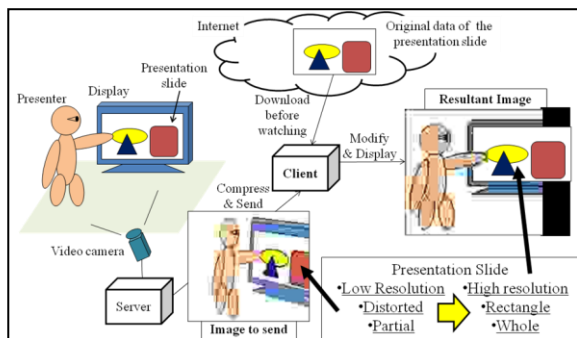 Internet
Original data of the
presentation slide
Presentation
slide
Display
Presenter
Download before
watching
Resultant Image
Client
Modify
& Display
Compress
& Send
Video camera
Server
Image to send
Presentation Slide
•Low Resolution
•Distorted
•Partial
•High resolution
•Rectangle
•Whole